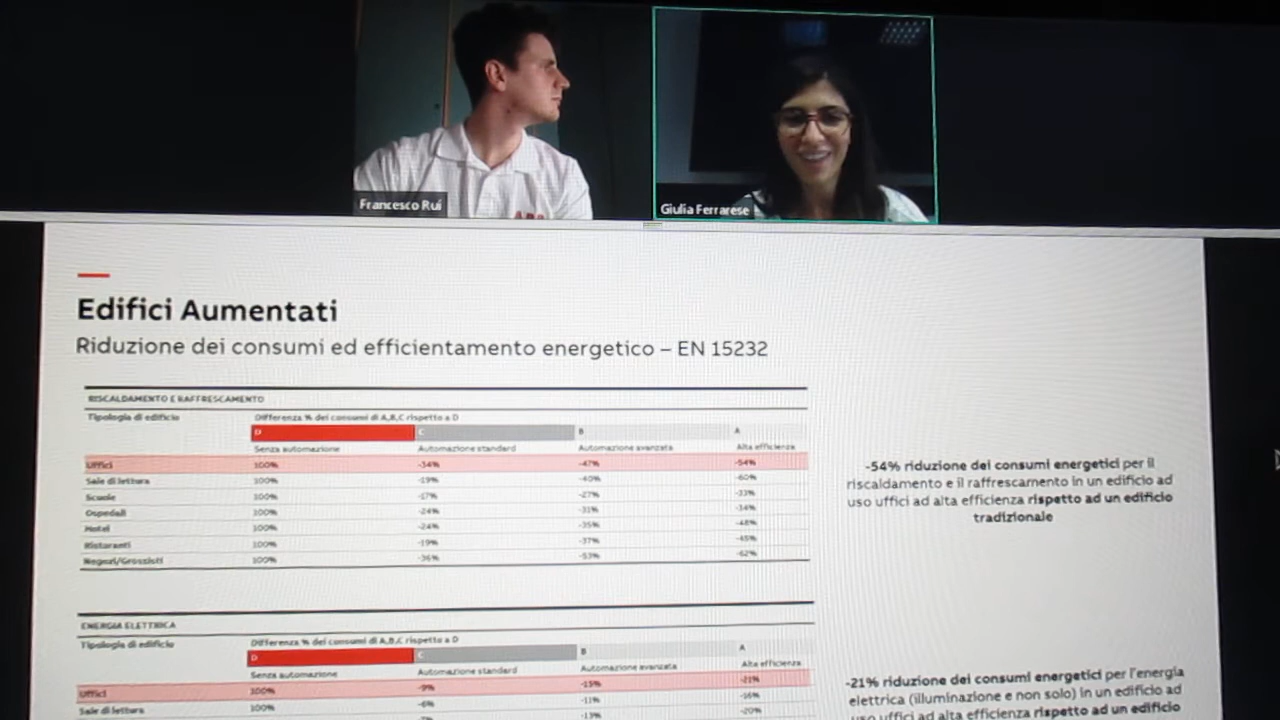 Francesco Rui
Giulia Ferrarese
Edifici Aumentati
Riduzione dei consumi ed efficientamento energetico – EN 15232
RISCALDAMENTO E RAFFRESCAMENTO
Tipologia di edificio Differenza % dei consumi di A,B,C rispetto a D
D C B A
Senza automazione Automazione standard Automazione avanzata Alta efficienza
Uffici 100% -34% -47% -54%
Sale di lettura 100% -19% -40% -60%
Scuole 100% -17% -27% -33%
Ospedali 100% -24% -31% -34%
Hotel 100% -24% -35% -48%
Ristoranti 100% -19% -37% -45%
Negozi/Grossisti 100% -36% -53% -62%
-54% riduzione dei consumi energetici per il
riscaldamento e il raffrescamento in un edificio ad
uso uffici ad alta efficienza rispetto ad un edificio
tradizionale
ENERGIA ELETTRICA
Tipologia di edificio Differenza % dei consumi di A,B,C rispetto a D
D C B A
Senza automazione Automazione standard Automazione avanzata Alta efficienza
Uffici 100% -9% -15% -21%
Sale di lettura 100% -6% -11% -16%
-13% -20%
-21% riduzione dei consumi energetici per l'energia
elettrica (illuminazione e non solo) in un edificio ad
uso uffici ad alta efficienza rispetto ad un edificio